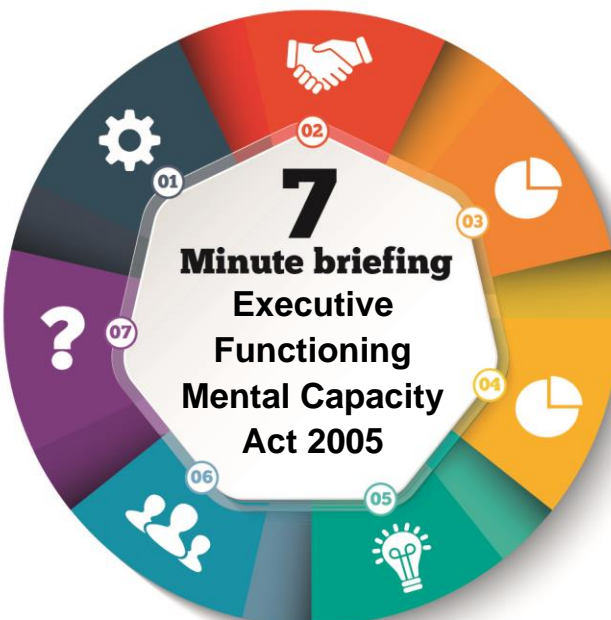 02
01
7
03
Minute briefing
Executive
Functioning
?
07
Mental Capacity
04
Act 2005
06
05